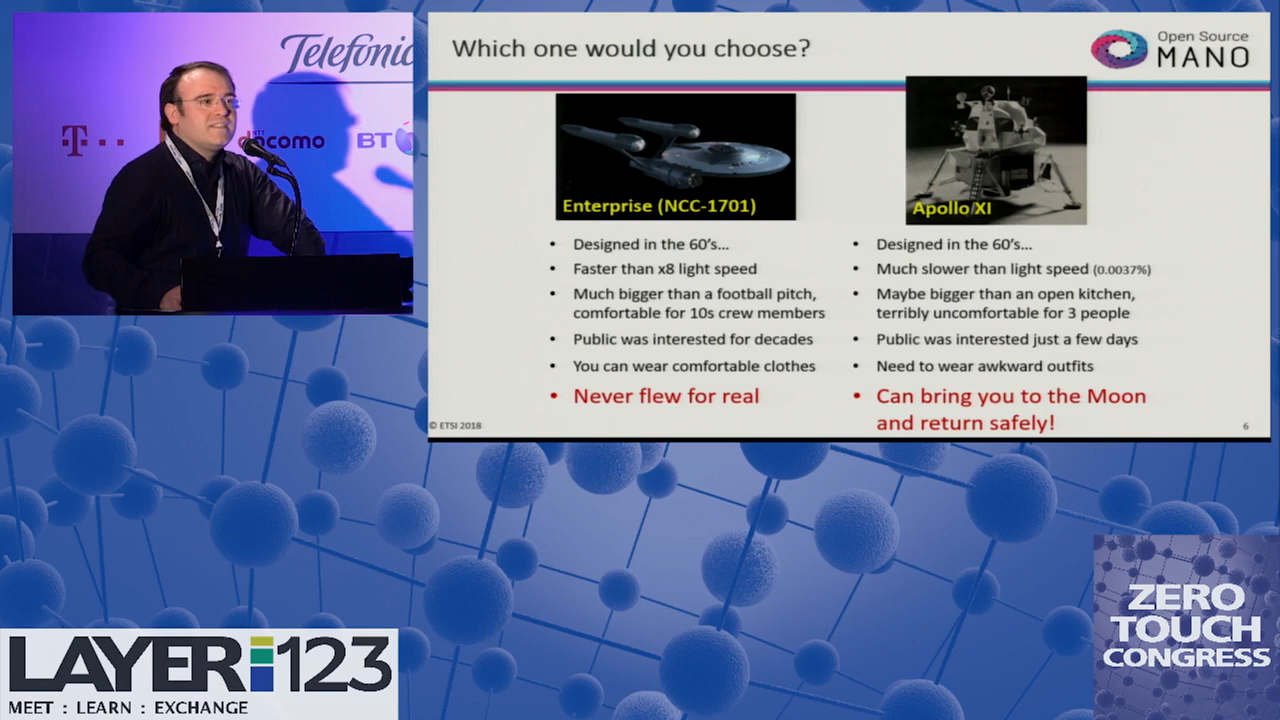 Telefónic
T
docomo
BT
Which one would you choose?
Open Source
MANO
Enterprise (NCC-1701)
• Designed in the 60's...
• Faster than x8 light speed
• Much bigger than a football pitch,
comfortable for 10s crew members
• Public was interested for decades
• You can wear comfortable clothes
• Never flew for real
Apollo XI
• Designed in the 60's...
• Much slower than light speed (0.0037%)
• Maybe bigger than an open kitchen,
terribly uncomfortable for 3 people
• Public was interested just a few days
• Need to wear awkward outfits
• Can bring you to the Moon
and return safely!
© ETSI 2018
6
LAYER123
MEET : LEARN : EXCHANGE
ZERO
TOUCH
CONGRESS